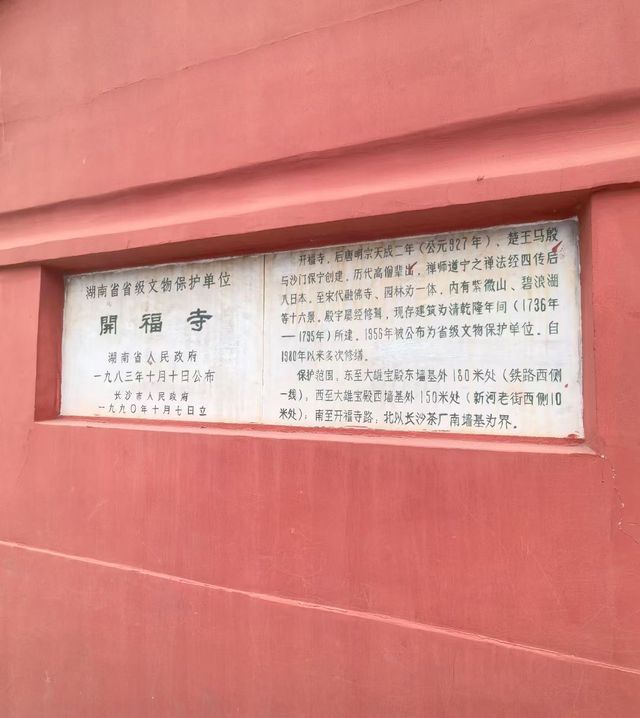 湖南省省级文物保护单位
開福寺
湖南省人民政府
一九八三年十月十日公布
长沙市人民政府
一九九〇年十月七日立
开福寺，后唐明宗天成二年（公元927年）、楚王马殷
与沙门保宁创建。历代高僧辈出，禅师道宁之禅法经四传后
入日本。至宋代融佛寺、园林为一体，内有紫微山、碧浪湖
等十六景。殿宇屡经修葺，现存建筑为清乾隆年间（1736年
——1795年）所建。1956年被公布为省级文物保护单位。自
1980年以来多次修缮。
保护范围：东至大雄宝殿东墙基外180米处（铁路西侧
一线），西至大雄宝殿西墙基外150米处（新河老街西侧10
米处）；南至开福寺路，北以长沙茶厂南墙基为界。